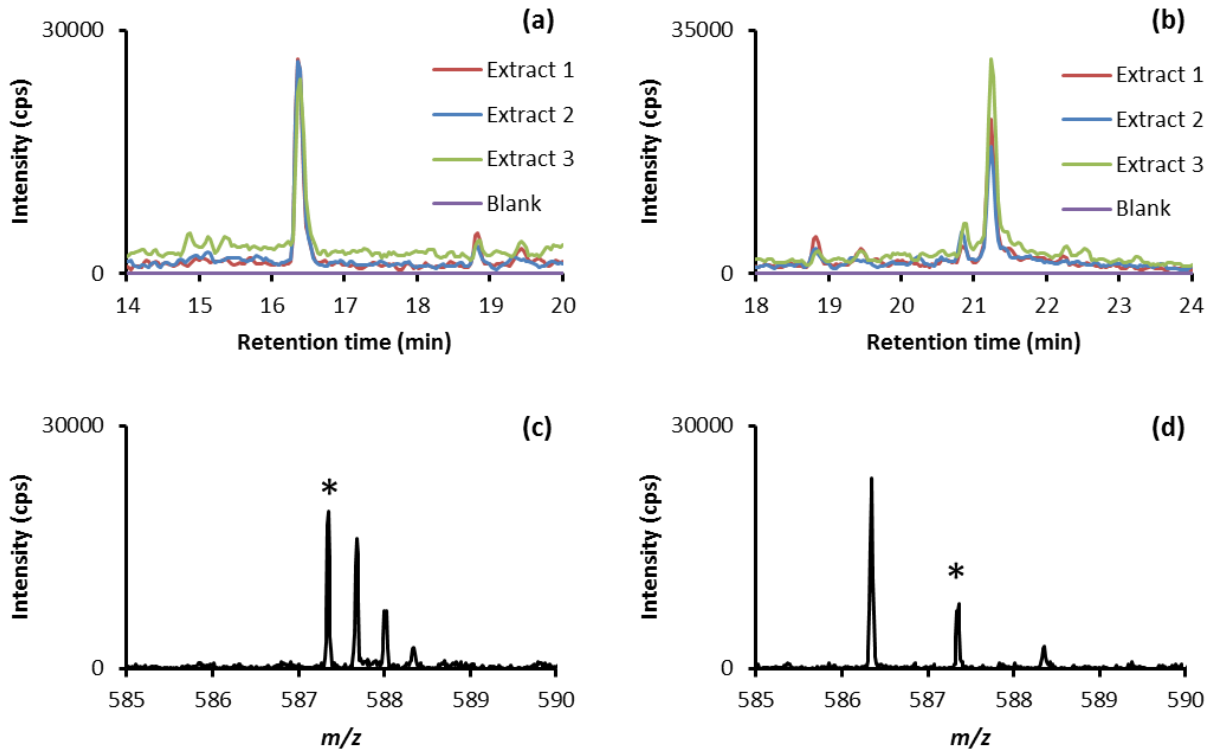 (a)
30000
Intensity (cps)
0
Extract 1
Extract 2
Extract 3
Blank
14 15 16 17 18 19 20
Retention time (min)
(b)
35000
Intensity (cps)
0
Extract 1
Extract 2
Extract 3
Blank
18 19 20 21 22 23 24
Retention time (min)
(c)
30000
Intensity (cps)
0
*
585 586 587 588 589 590
m/z
(d)
30000
Intensity (cps)
0
*
585 586 587 588 589 590
m/z